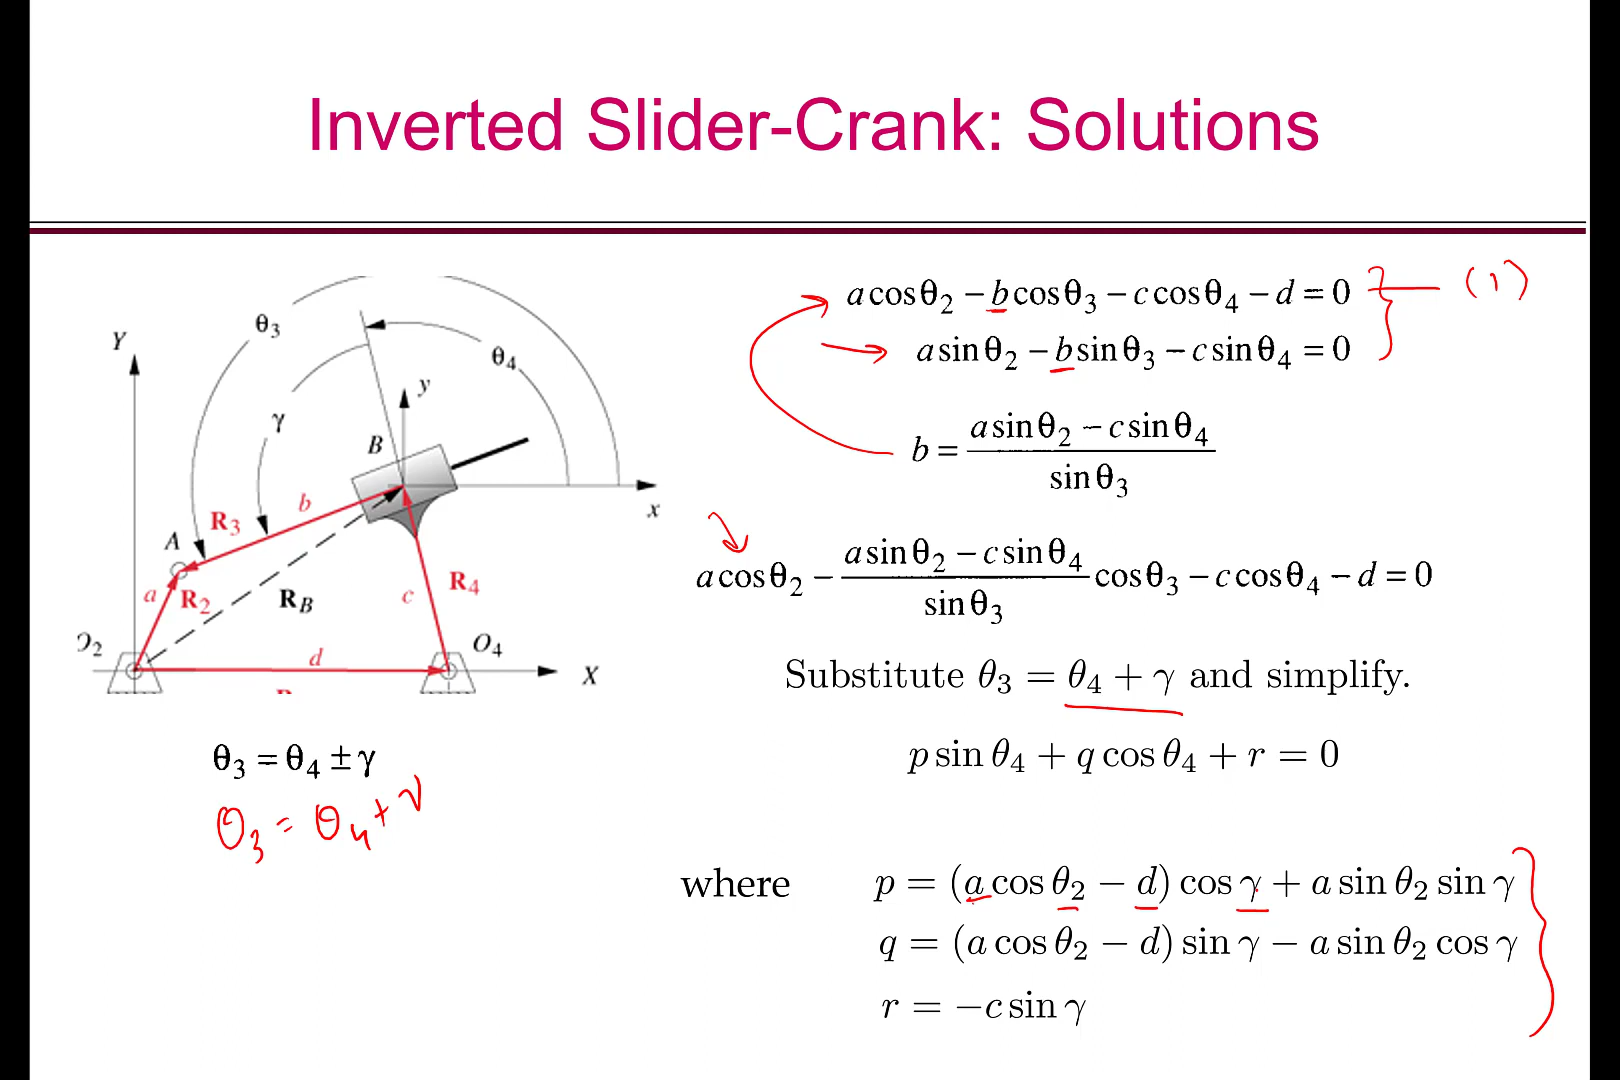 Inverted Slider-Crank: Solutions
a cos θ2 − b cos θ3 − c cos θ4 − d = 0 (1)
a sin θ2 − b sin θ3 − c sin θ4 = 0
b = (a sin θ2 − c sin θ4) / sin θ3
a cos θ2 − (a sin θ2 − c sin θ4) / sin θ3 cos θ3 − c cos θ4 − d = 0
Substitute θ3 = θ4 + γ and simplify.
p sin θ4 + q cos θ4 + r = 0
where p = (a cos θ2 − d) cos γ + a sin θ2 sin γ
q = (a cos θ2 − d) sin γ − a sin θ2 cos γ
r = −c sin γ
θ3
Y
θ4
y
γ
B
b
x
R3
A
a
R2
RB
c
R4
O2
d
O4
X
θ3 = θ4 ± γ
θ3 = θ4 + γ